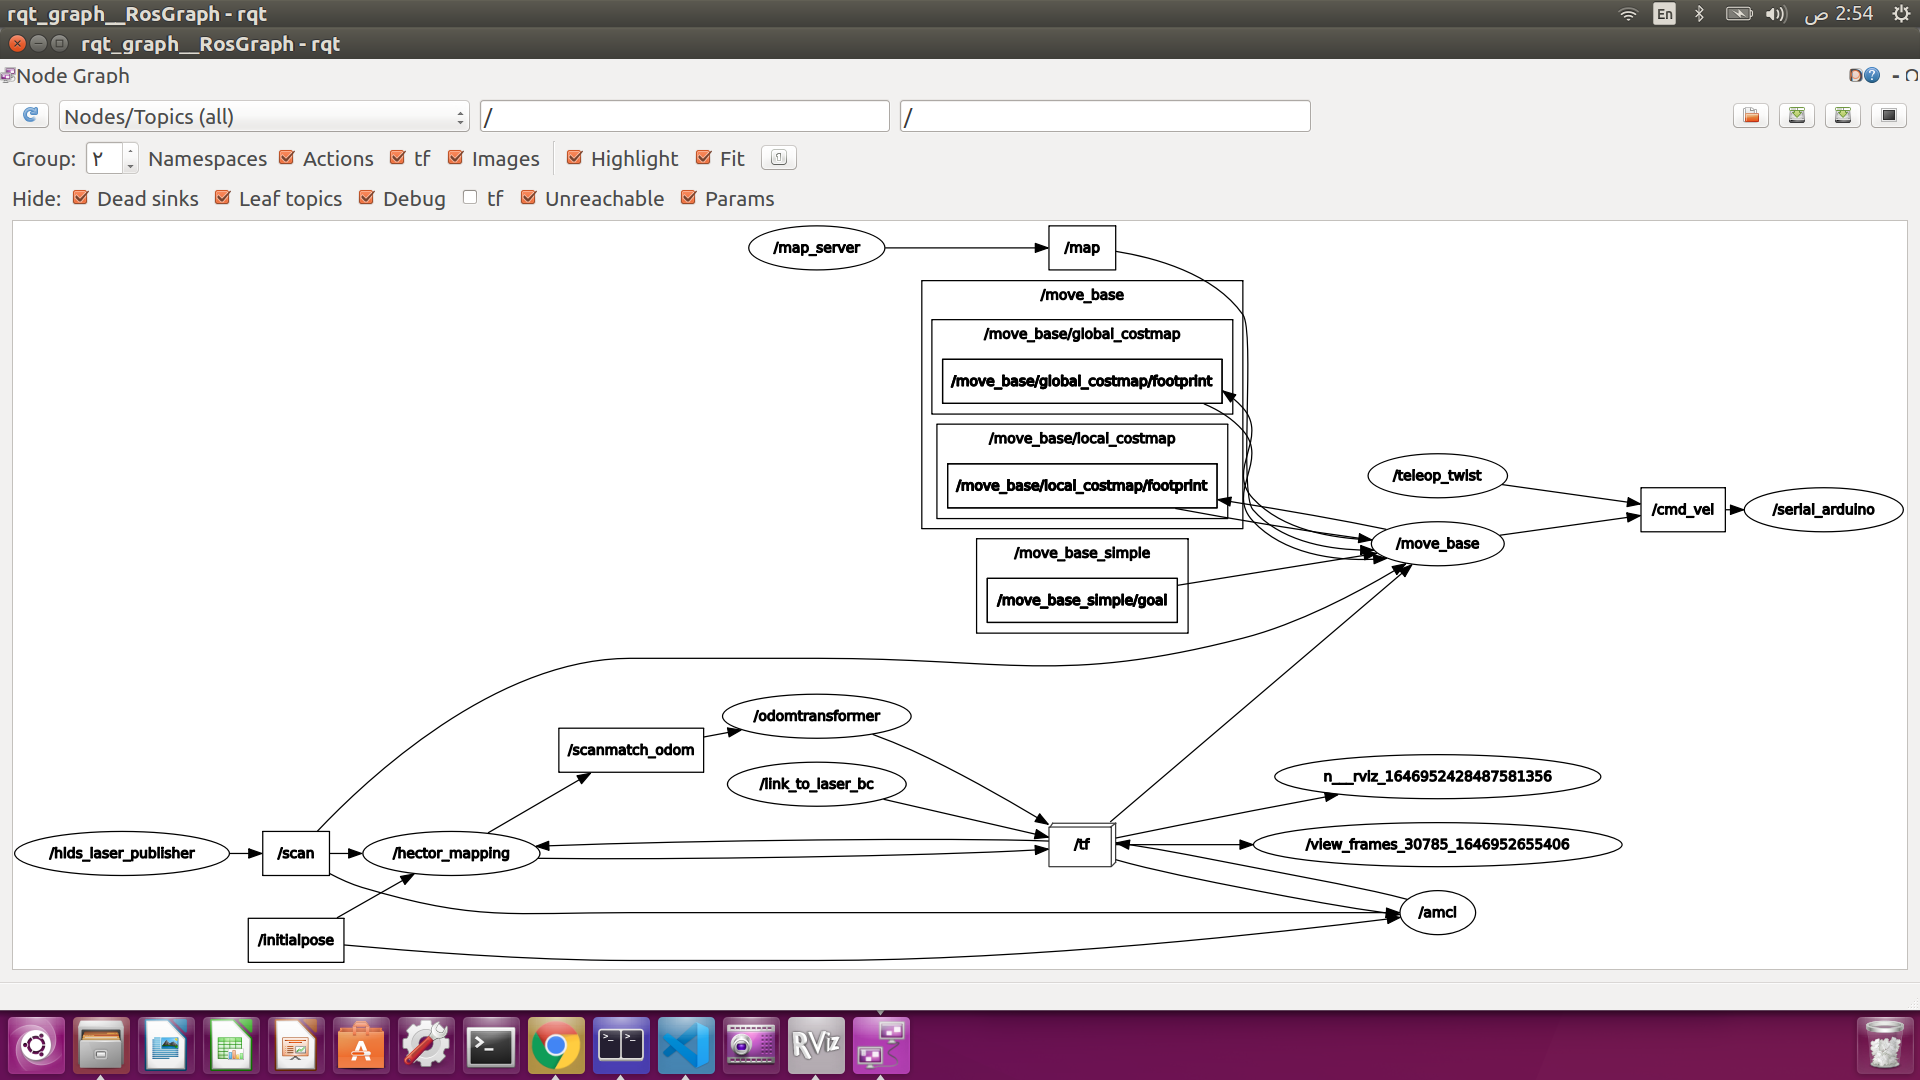 rqt_graph__RosGraph - rqt
En
2:54 ص
rqt_graph__RosGraph - rqt
Node Graph
D ? - O
Nodes/Topics (all)
/
/
Group: ٢ Namespaces Actions tf Images Highlight Fit
Hide: Dead sinks Leaf topics Debug tf Unreachable Params
/map_server
/map
/move_base
/move_base/global_costmap
/move_base/global_costmap/footprint
/move_base/local_costmap
/move_base/local_costmap/footprint
/teleop_twist
/cmd_vel
/serial_arduino
/move_base
/move_base_simple
/move_base_simple/goal
/odomtransformer
/scanmatch_odom
/link_to_laser_bc
n___rviz_1646952428487581356
/hlds_laser_publisher
/scan
/hector_mapping
/tf
/view_frames_30785_1646952655406
/amcl
/initialpose
RViz